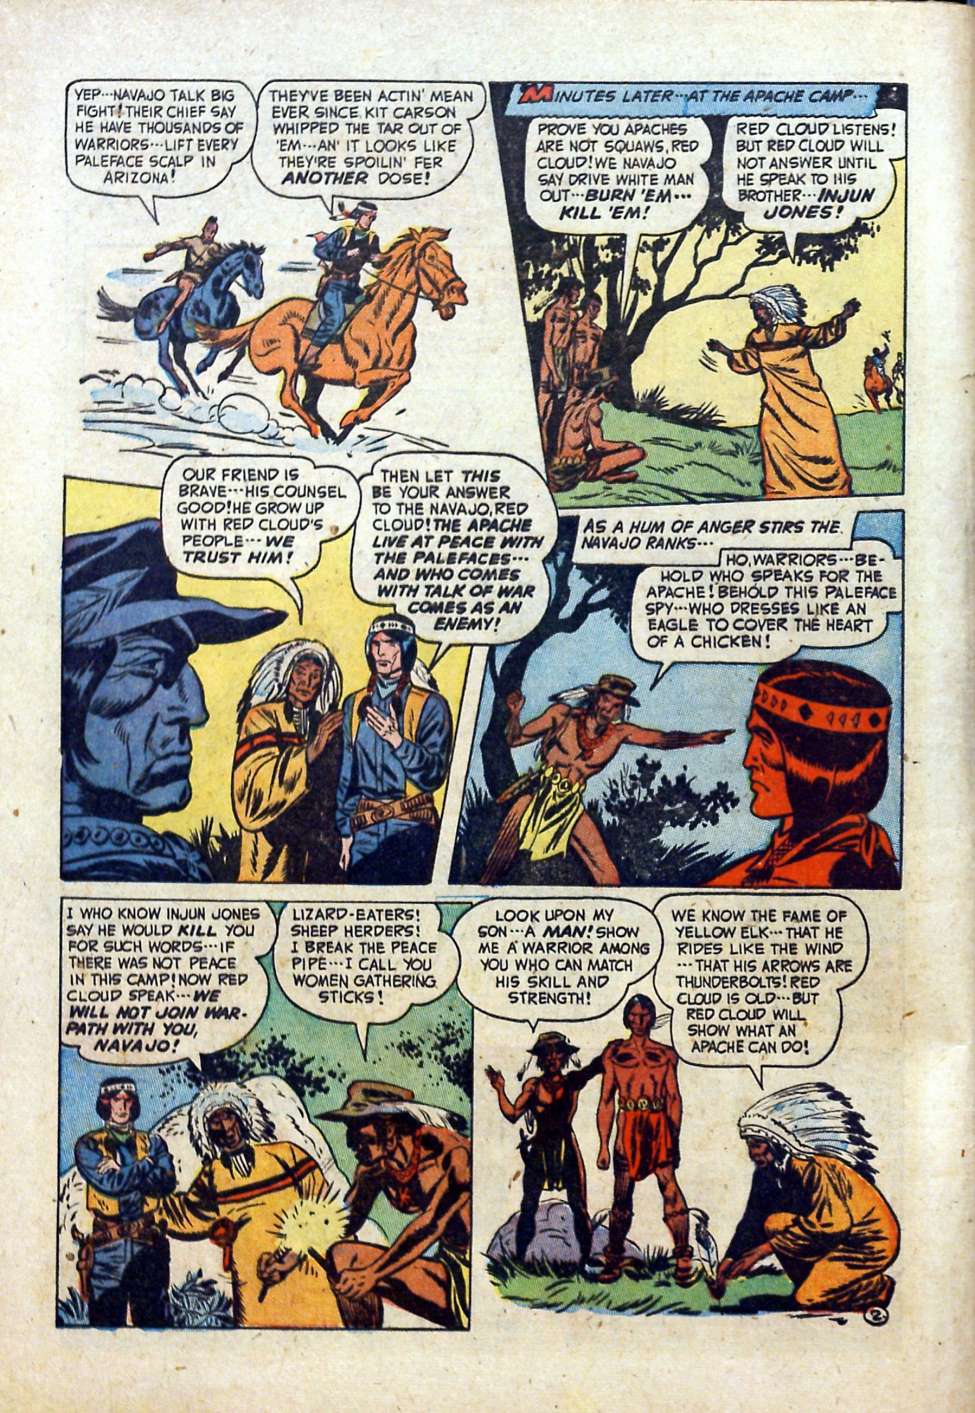 YEP---NAVAJO TALK BIG
FIGHT! THEIR CHIEF SAY
HE HAVE THOUSANDS OF
WARRIORS---LIFT EVERY
PALEFACE SCALP IN
ARIZONA!
THEY'VE BEEN ACTIN' MEAN
EVER SINCE KIT CARSON
WHIPPED THE TAR OUT OF
'EM---AN' IT LOOKS LIKE
THEY'RE SPOILIN' FER
ANOTHER DOSE!
MINUTES LATER---AT THE APACHE CAMP---
PROVE YOU APACHES
ARE NOT SQUAWS, RED
CLOUD! WE NAVAJO
SAY DRIVE WHITE MAN
OUT---BURN 'EM---
KILL 'EM!
RED CLOUD LISTENS!
BUT RED CLOUD WILL
NOT ANSWER UNTIL
HE SPEAK TO HIS
BROTHER---INJUN
JONES!
OUR FRIEND IS
BRAVE---HIS COUNSEL
GOOD! HE GROW UP
WITH RED CLOUD'S
PEOPLE---WE
TRUST HIM!
THEN LET THIS
BE YOUR ANSWER
TO THE NAVAJO, RED
CLOUD! THE APACHE
LIVE AT PEACE WITH
THE PALEFACES---
AND WHO COMES
WITH TALK OF WAR
COMES AS AN
ENEMY!
AS A HUM OF ANGER STIRS THE
NAVAJO RANKS---
HO, WARRIORS---BE-
HOLD WHO SPEAKS FOR THE
APACHE! BEHOLD THIS PALEFACE
SPY---WHO DRESSES LIKE AN
EAGLE TO COVER THE HEART
OF A CHICKEN!
I WHO KNOW INJUN JONES
SAY HE WOULD KILL YOU
FOR SUCH WORDS---IF
THERE WAS NOT PEACE
IN THIS CAMP! NOW RED
CLOUD SPEAK---WE
WILL NOT JOIN WAR-
PATH WITH YOU,
NAVAJO!
LIZARD-EATERS!
SHEEP HERDERS!
I BREAK THE PEACE
PIPE---I CALL YOU
WOMEN GATHERING
STICKS!
LOOK UPON MY
SON---A MAN! SHOW
ME A WARRIOR AMONG
YOU WHO CAN MATCH
HIS SKILL AND
STRENGTH!
WE KNOW THE FAME OF
YELLOW ELK---THAT HE
RIDES LIKE THE WIND
---THAT HIS ARROWS ARE
THUNDERBOLTS! RED
CLOUD IS OLD---BUT
RED CLOUD WILL
SHOW WHAT AN
APACHE CAN DO!
2